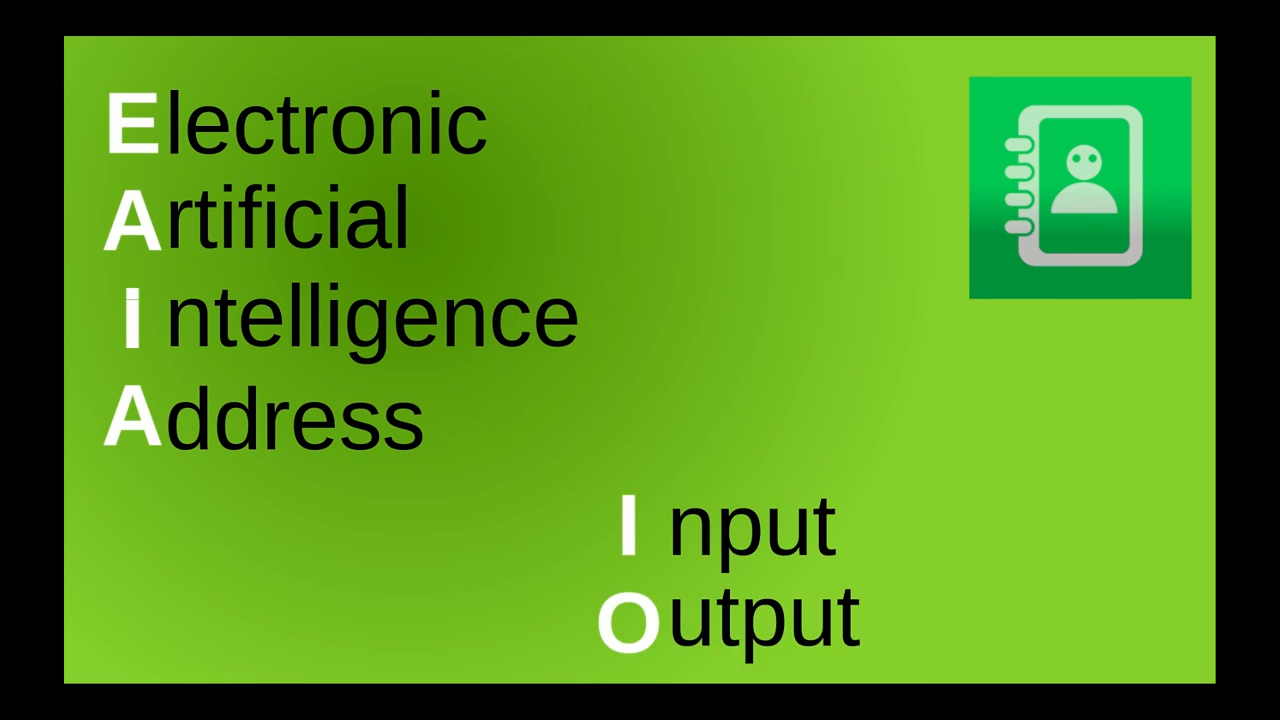 Electronic
Artificial
Intelligence
Address
Input
Output